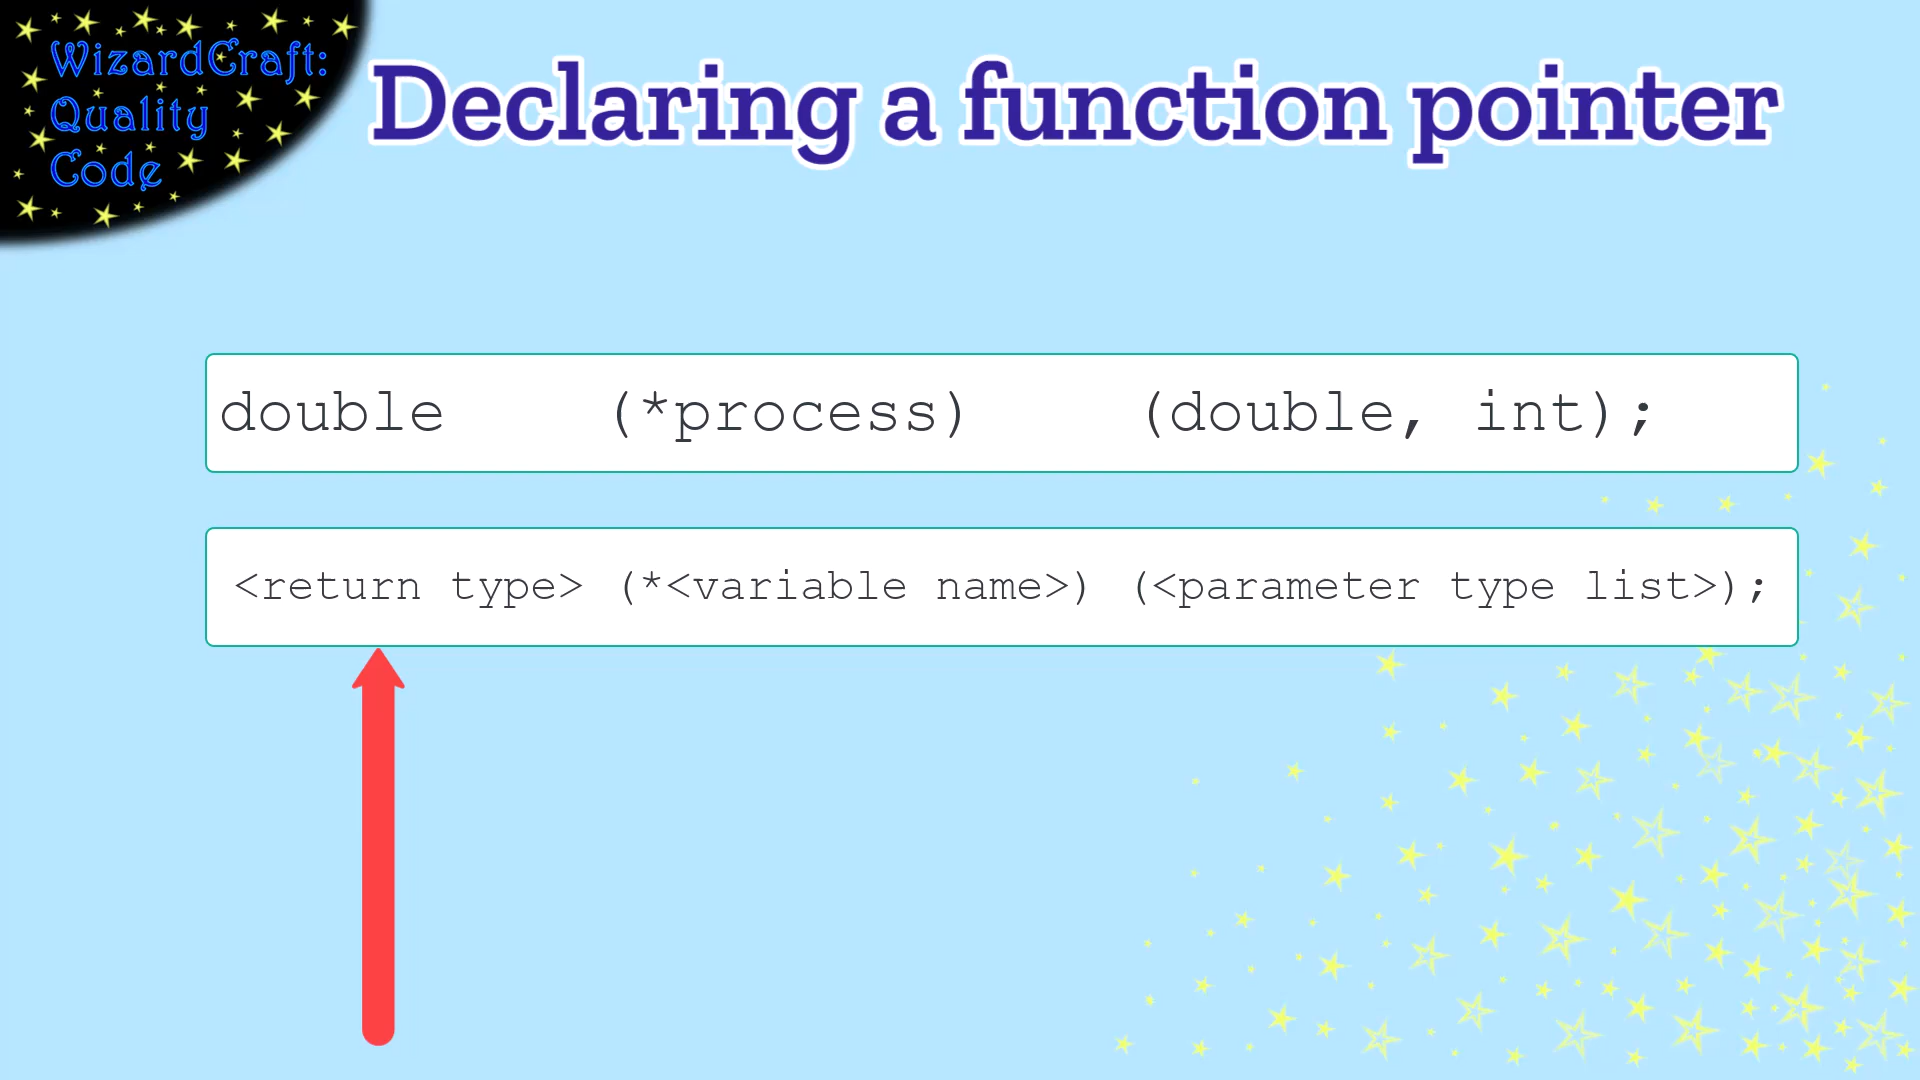 WizardCraft:
Quality
Code
Declaring a function pointer
double (*process) (double, int);
<return type> (*<variable name>) (<parameter type list>);